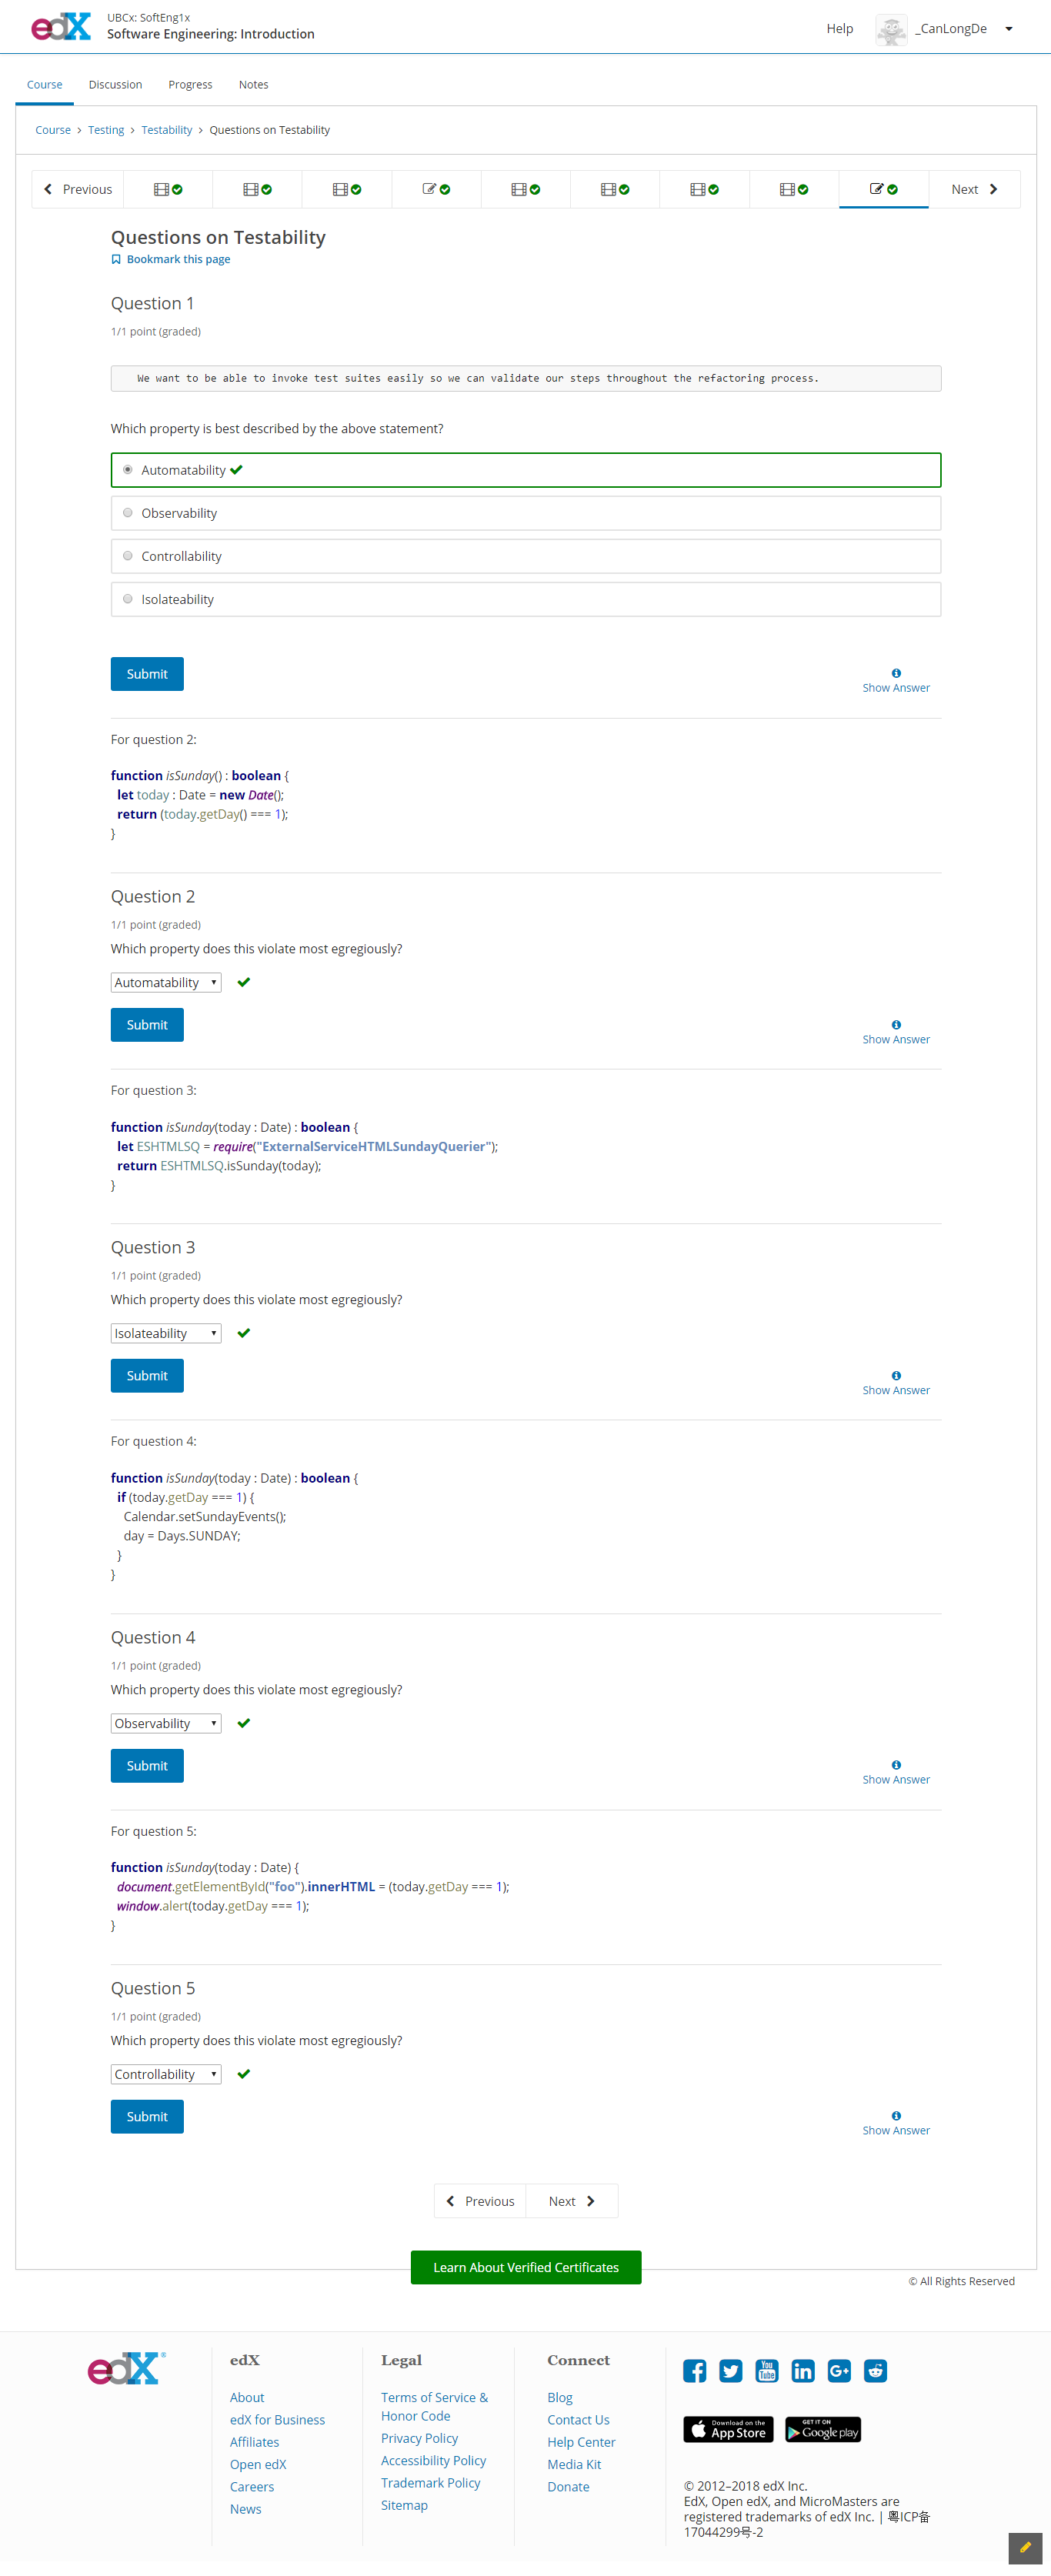 edX
UBCx: SoftEng1x
Software Engineering: Introduction
Help
_CanLongDe
Course
Discussion
Progress
Notes
Course > Testing > Testability > Questions on Testability
Previous
Next
Questions on Testability
Bookmark this page
Question 1
1/1 point (graded)
We want to be able to invoke test suites easily so we can validate our steps throughout the refactoring process.
Which property is best described by the above statement?
Automatability
Observability
Controllability
Isolateability
Submit
Show Answer
For question 2:
function isSunday() : boolean {
let today : Date = new Date();
return (today.getDay() === 1);
}
Question 2
1/1 point (graded)
Which property does this violate most egregiously?
Automatability
Submit
Show Answer
For question 3:
function isSunday(today : Date) : boolean {
let ESHTMLSQ = require("ExternalServiceHTMLSundayQuerier");
return ESHTMLSQ.isSunday(today);
}
Question 3
1/1 point (graded)
Which property does this violate most egregiously?
Isolateability
Submit
Show Answer
For question 4:
function isSunday(today : Date) : boolean {
if (today.getDay === 1) {
Calendar.setSundayEvents();
day = Days.SUNDAY;
}
}
Question 4
1/1 point (graded)
Which property does this violate most egregiously?
Observability
Submit
Show Answer
For question 5:
function isSunday(today : Date) {
document.getElementById("foo").innerHTML = (today.getDay === 1);
window.alert(today.getDay === 1);
}
Question 5
1/1 point (graded)
Which property does this violate most egregiously?
Controllability
Submit
Show Answer
Previous
Next
Learn About Verified Certificates
© All Rights Reserved
edX®
edX
About
edX for Business
Affiliates
Open edX
Careers
News
Legal
Terms of Service &
Honor Code
Privacy Policy
Accessibility Policy
Trademark Policy
Sitemap
Connect
Blog
Contact Us
Help Center
Media Kit
Donate
You
Tube
in
G+
Download on the
App Store
GET IT ON
Google play
© 2012–2018 edX Inc.
EdX, Open edX, and MicroMasters are
registered trademarks of edX Inc. | 粤ICP备
17044299号-2